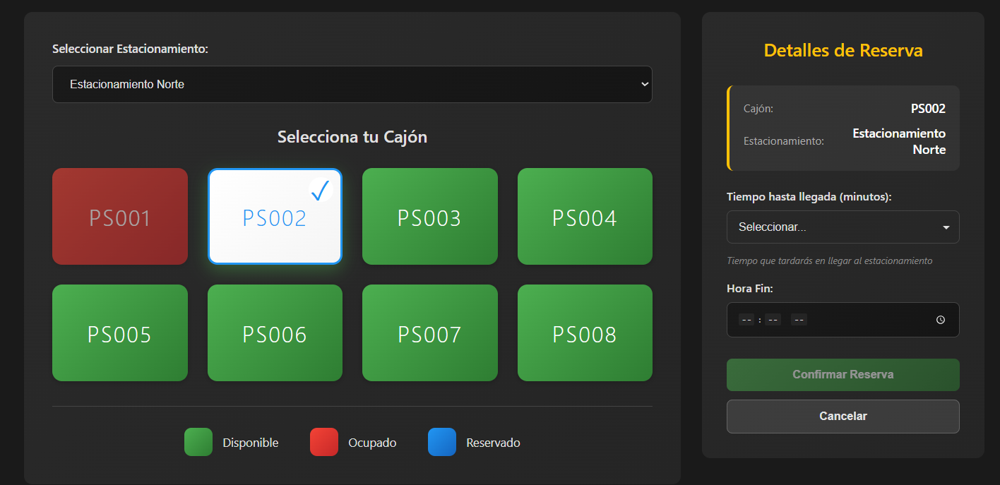 Seleccionar Estacionamiento:
Estacionamiento Norte
Selecciona tu Cajón
PS001
PS002
PS003
PS004
PS005
PS006
PS007
PS008
Disponible
Ocupado
Reservado
Detalles de Reserva
Cajón:
PS002
Estacionamiento:
Estacionamiento
Norte
Tiempo hasta llegada (minutos):
Seleccionar...
Tiempo que tardarás en llegar al estacionamiento
Hora Fin:
-- : -- --
Confirmar Reserva
Cancelar